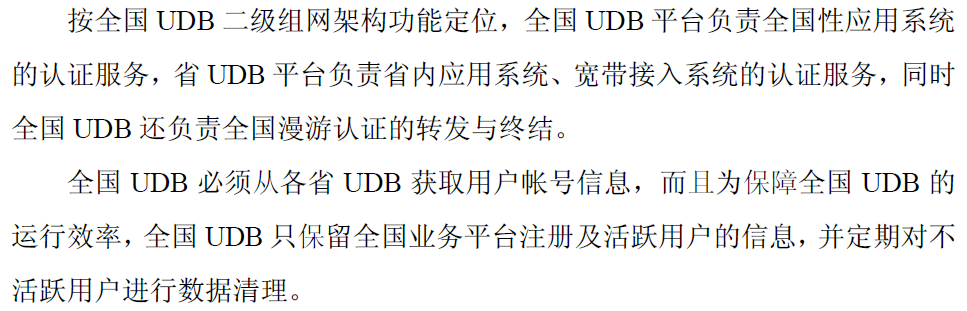 按全国 UDB 二级组网架构功能定位，全国 UDB 平台负责全国性应用系统
的认证服务，省 UDB 平台负责省内应用系统、宽带接入系统的认证服务，同时
全国 UDB 还负责全国漫游认证的转发与终结。
全国 UDB 必须从各省 UDB 获取用户帐号信息，而且为保障全国 UDB 的
运行效率，全国 UDB 只保留全国业务平台注册及活跃用户的信息，并定期对不
活跃用户进行数据清理。